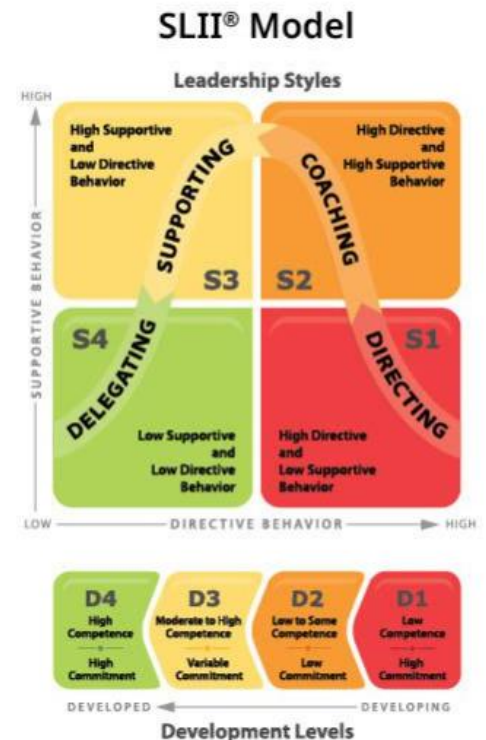 SLII® Model
Leadership Styles
HIGH
High Supportive
and
Low Directive
Behavior
SUPPORTING
S3
High Directive
and
High Supportive
Behavior
COACHING
S2
SUPPORTIVE BEHAVIOR
S4
DELEGATING
Low Supportive
and
Low Directive
Behavior
S1
DIRECTING
High Directive
and
Low Supportive
Behavior
LOW
DIRECTIVE BEHAVIOR
HIGH
D4
High
Competence
High
Commitment
D3
Moderate to High
Competence
Variable
Commitment
D2
Low to Some
Competence
Low
Commitment
D1
Low
Competence
High
Commitment
DEVELOPED
DEVELOPING
Development Levels